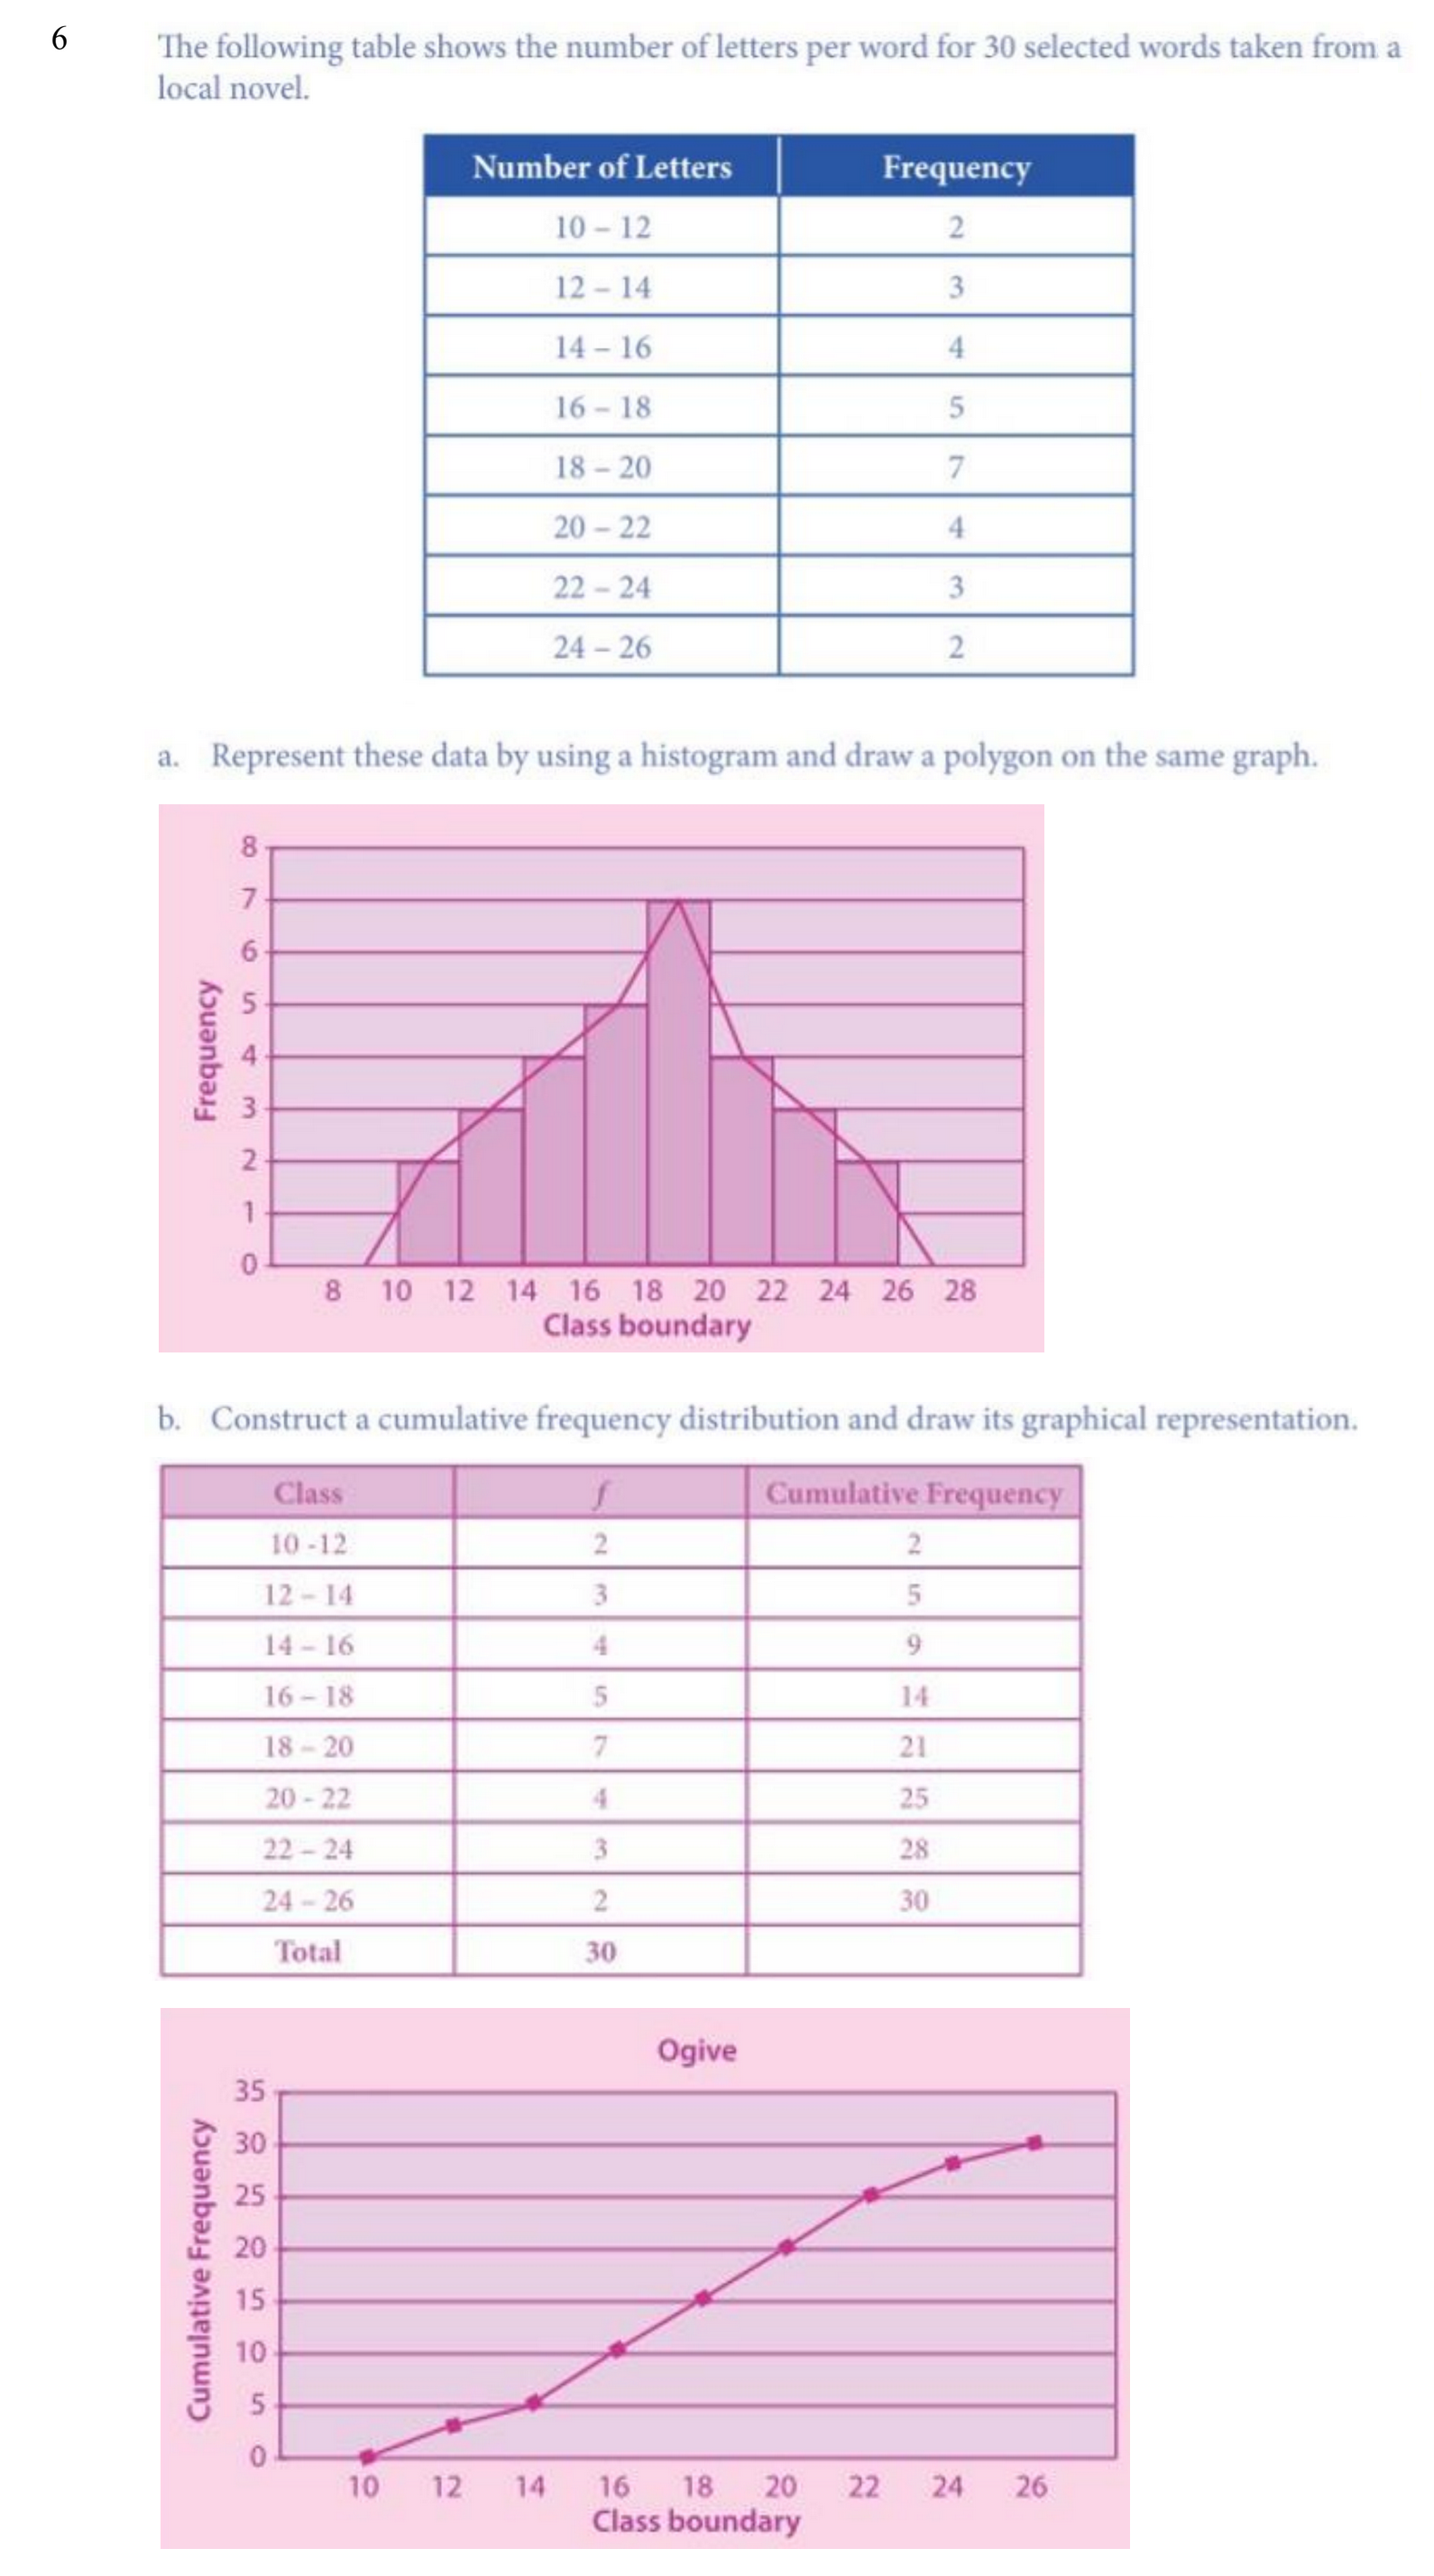 6
The following table shows the number of letters per word for 30 selected words taken from a
local novel.
Number of Letters Frequency
10 – 12 2
12 – 14 3
14 – 16 4
16 – 18 5
18 – 20 7
20 – 22 4
22 – 24 3
24 – 26 2
a. Represent these data by using a histogram and draw a polygon on the same graph.
8
7
6
5
4
3
2
1
0
Frequency
8 10 12 14 16 18 20 22 24 26 28
Class boundary
b. Construct a cumulative frequency distribution and draw its graphical representation.
Class f Cumulative Frequency
10 -12 2 2
12 – 14 3 5
14 – 16 4 9
16 – 18 5 14
18 – 20 7 21
20 - 22 4 25
22 – 24 3 28
24 – 26 2 30
Total 30
Ogive
35
30
25
20
15
10
5
0
Cumulative Frequency
10 12 14 16 18 20 22 24 26
Class boundary